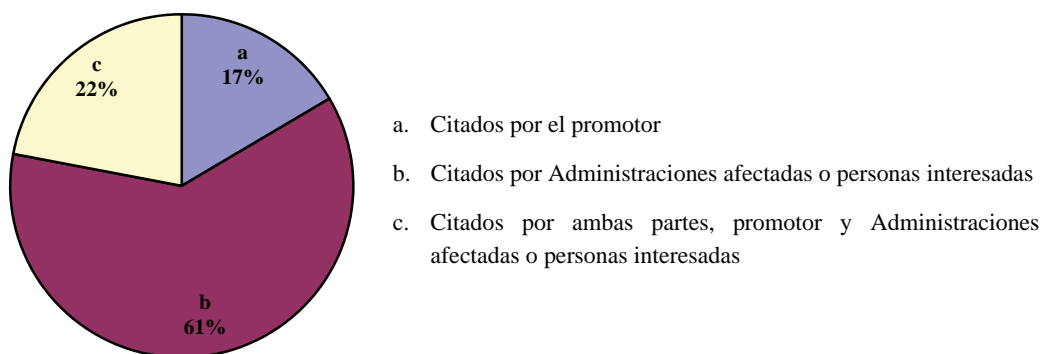 a
17%
c
22%
b
61%
a. Citados por el promotor
b. Citados por Administraciones afectadas o personas interesadas
c. Citados por ambas partes, promotor y Administraciones
afectadas o personas interesadas